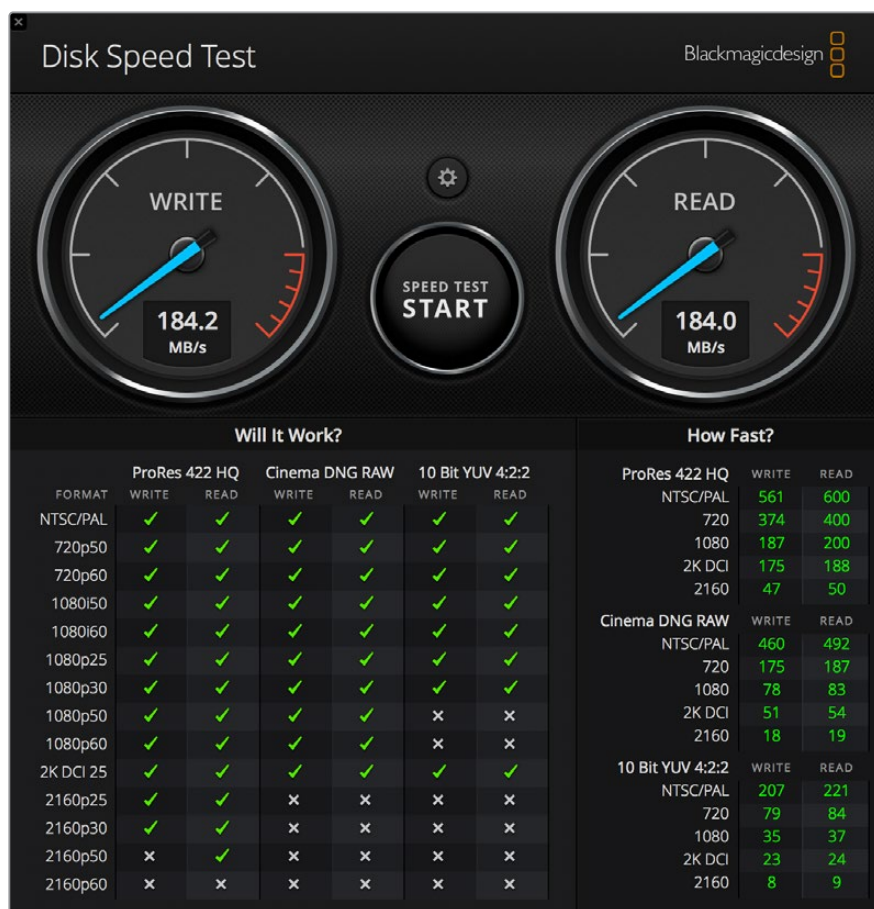 Disk Speed Test
Blackmagicdesign
WRITE
184.2
MB/s
SPEED TEST
START
READ
184.0
MB/s
Will It Work?
ProRes 422 HQ Cinema DNG RAW 10 Bit YUV 4:2:2
FORMAT WRITE READ WRITE READ WRITE READ
NTSC/PAL ✓ ✓ ✓ ✓ ✓ ✓
720p50 ✓ ✓ ✓ ✓ ✓ ✓
720p60 ✓ ✓ ✓ ✓ ✓ ✓
1080i50 ✓ ✓ ✓ ✓ ✓ ✓
1080i60 ✓ ✓ ✓ ✓ ✓ ✓
1080p25 ✓ ✓ ✓ ✓ ✓ ✓
1080p30 ✓ ✓ ✓ ✓ ✓ ✓
1080p50 ✓ ✓ ✓ ✓ × ×
1080p60 ✓ ✓ ✓ ✓ × ×
2K DCI 25 ✓ ✓ ✓ ✓ ✓ ✓
2160p25 ✓ ✓ × × × ×
2160p30 ✓ ✓ × × × ×
2160p50 × ✓ × × × ×
2160p60 × × × × × ×
How Fast?
ProRes 422 HQ WRITE READ
NTSC/PAL 561 600
720 374 400
1080 187 200
2K DCI 175 188
2160 47 50
Cinema DNG RAW WRITE READ
NTSC/PAL 460 492
720 175 187
1080 78 83
2K DCI 51 54
2160 18 19
10 Bit YUV 4:2:2 WRITE READ
NTSC/PAL 207 221
720 79 84
1080 35 37
2K DCI 23 24
2160 8 9